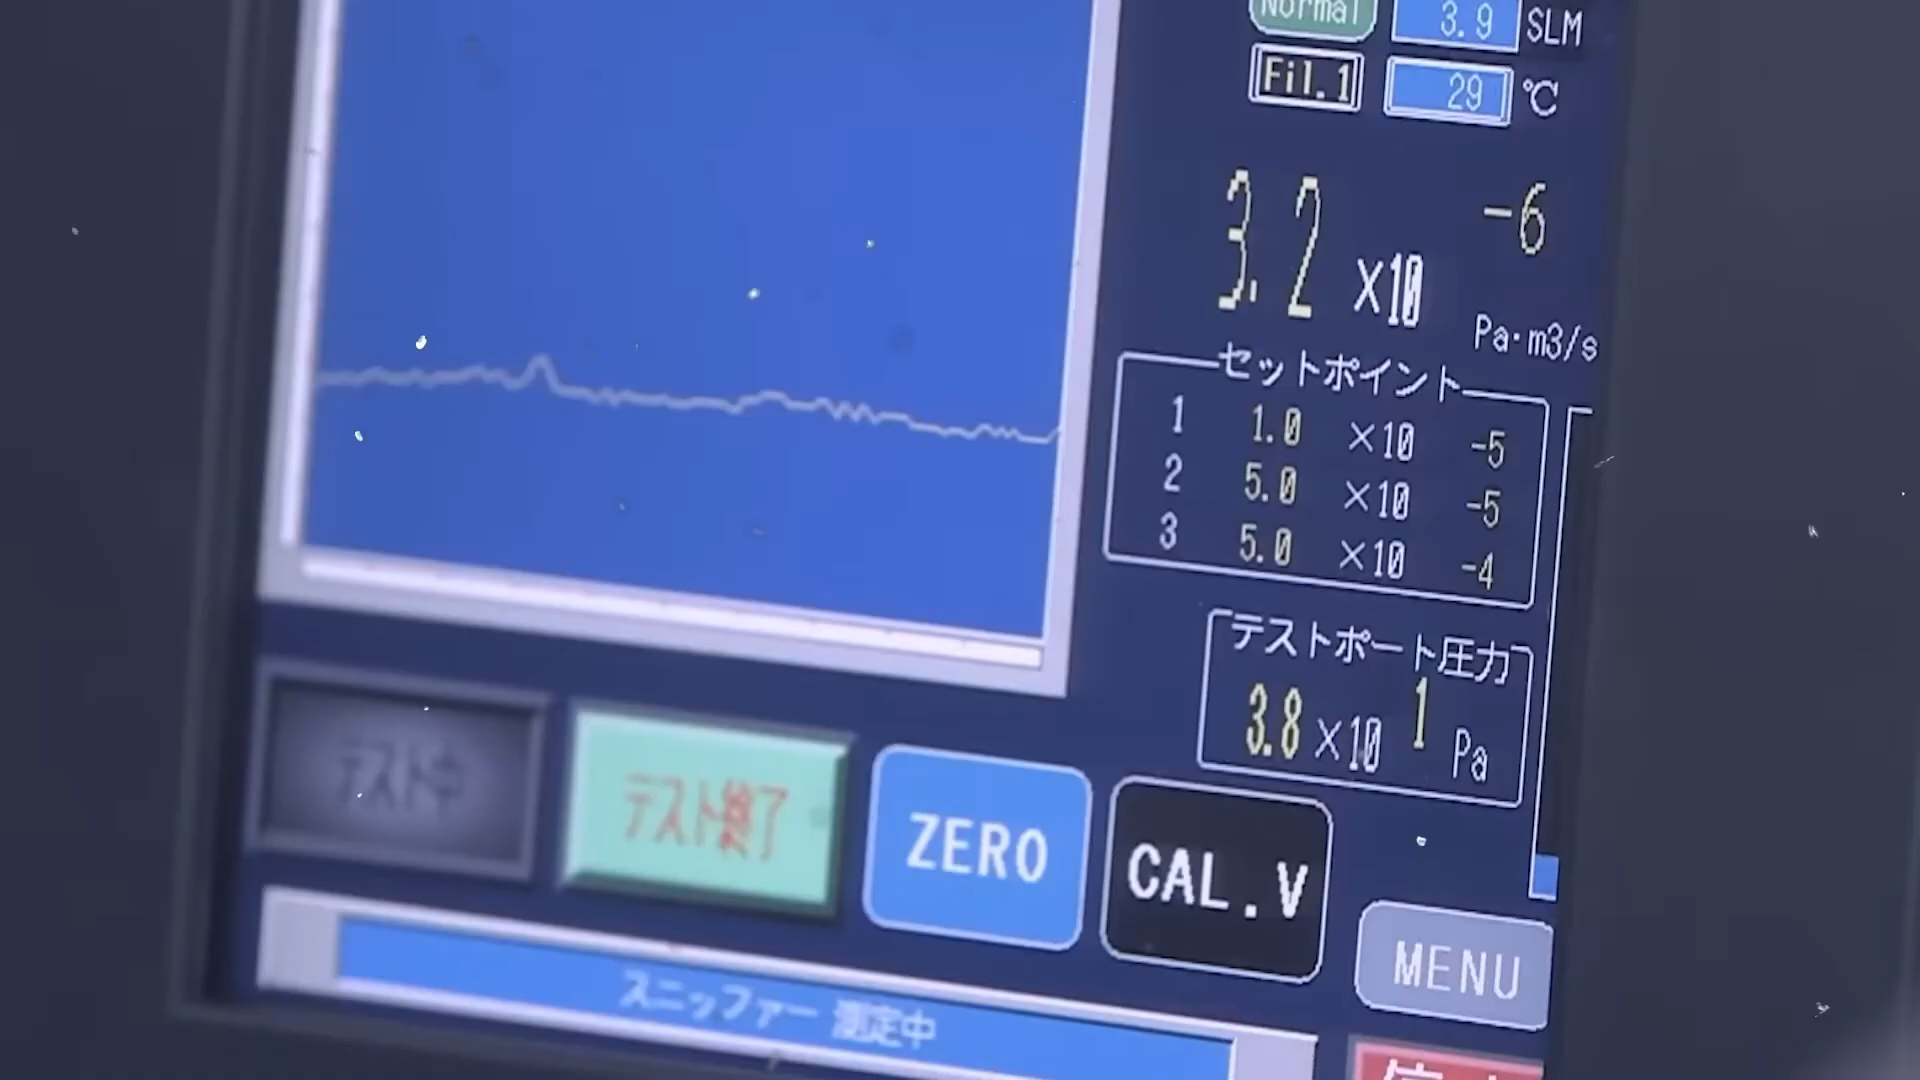 Normal 3.9 SLM
Fil.1 29 ℃
3.2 ×10 -6
Pa·m3/s
セットポイント
1 1.0 ×10 -5
2 5.0 ×10 -5
3 5.0 ×10 -4
テストポート圧力
3.8 ×10 1 Pa
テスト中
テスト終了
ZERO
CAL.V
MENU
スニッファー 測定中